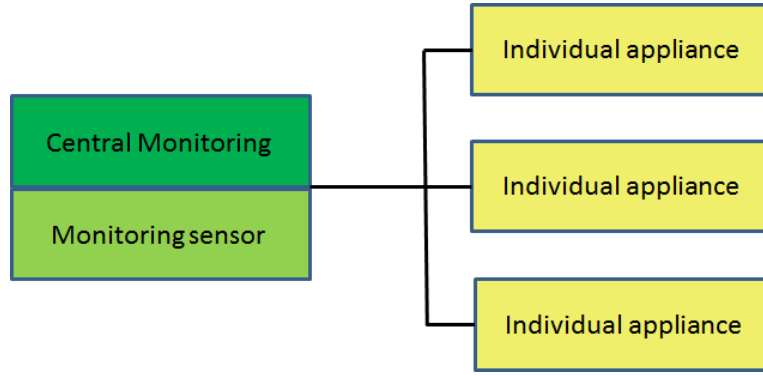 Central Monitoring
Monitoring sensor
Individual appliance
Individual appliance
Individual appliance